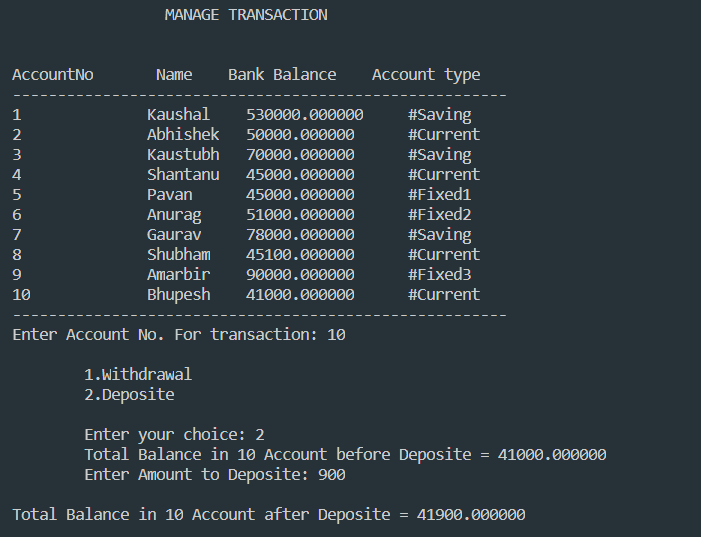 MANAGE TRANSACTION
AccountNo Name Bank Balance Account type
-------------------------------------------------------
1 Kaushal 530000.000000 #Saving
2 Abhishek 50000.000000 #Current
3 Kaustubh 70000.000000 #Saving
4 Shantanu 45000.000000 #Current
5 Pavan 45000.000000 #Fixed1
6 Anurag 51000.000000 #Fixed2
7 Gaurav 78000.000000 #Saving
8 Shubham 45100.000000 #Current
9 Amarbir 90000.000000 #Fixed3
10 Bhupesh 41000.000000 #Current
-------------------------------------------------------
Enter Account No. For transaction: 10
1.Withdrawal
2.Deposite
Enter your choice: 2
Total Balance in 10 Account before Deposite = 41000.000000
Enter Amount to Deposite: 900
Total Balance in 10 Account after Deposite = 41900.000000